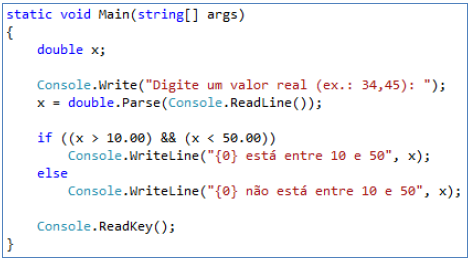 static void Main(string[] args)
{
    double x;

    Console.Write("Digite um valor real (ex.: 34,45): ");
    x = double.Parse(Console.ReadLine());

    if ((x > 10.00) && (x < 50.00))
        Console.WriteLine("{0} está entre 10 e 50", x);
    else
        Console.WriteLine("{0} não está entre 10 e 50", x);

    Console.ReadKey();
}